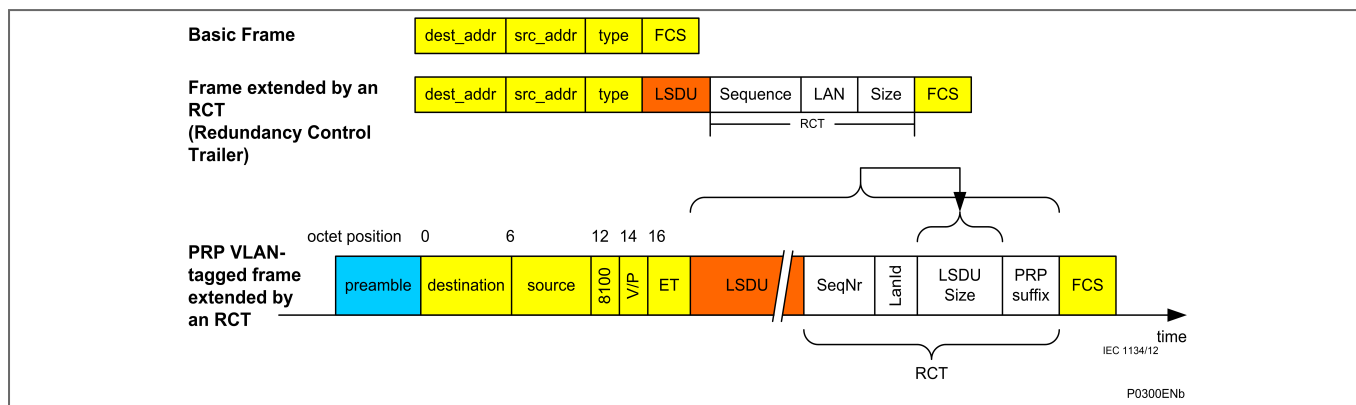 Basic Frame
dest_addr src_addr type FCS
Frame extended by an
RCT
(Redundancy Control
Trailer)
dest_addr src_addr type LSDU Sequence LAN Size FCS
RCT
PRP VLAN-
tagged frame
extended by
an RCT
octet position 0 6 12 14 16
preamble destination source 8100 V/P ET LSDU SeqNr LanId LSDU
Size PRP
suffix FCS
time
IEC 1134/12
RCT
P0300ENb